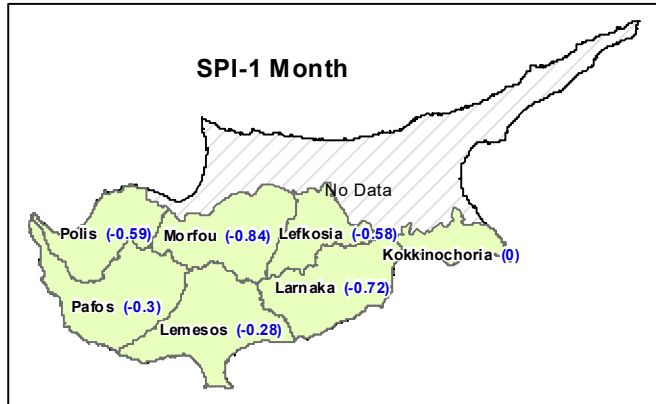 SPI-1 Month
No Data
Polis (-0.59)
Morfou (-0.84)
Lefkosia (-0.58)
Kokkinochoria (0)
Pafos (-0.3)
Larnaka (-0.72)
Lemesos (-0.28)